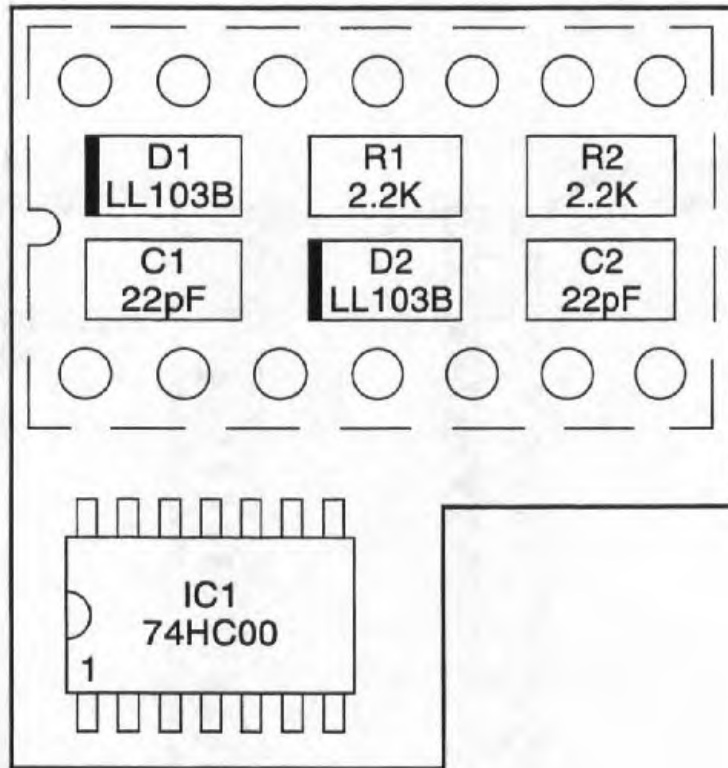 D1
LL103B
R1
2.2K
R2
2.2K
C1
22pF
D2
LL103B
C2
22pF
IC1
74HC00
1